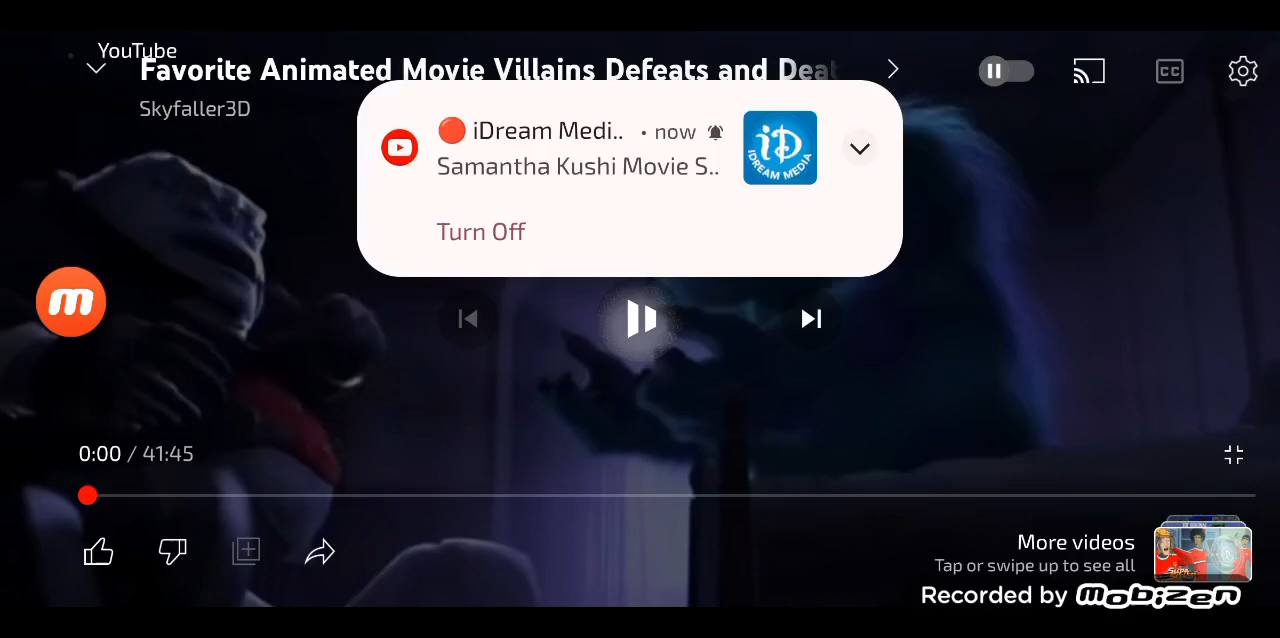 YouTube
Favorite Animated Movie Villains Defeats and Deat
Skyfaller3D
iDream Medi.. • now
Samantha Kushi Movie S..
iD
IDREAM MEDIA
Turn Off
CC
m
0:00 / 41:45
More videos
Tap or swipe up to see all
Recorded by mobizen